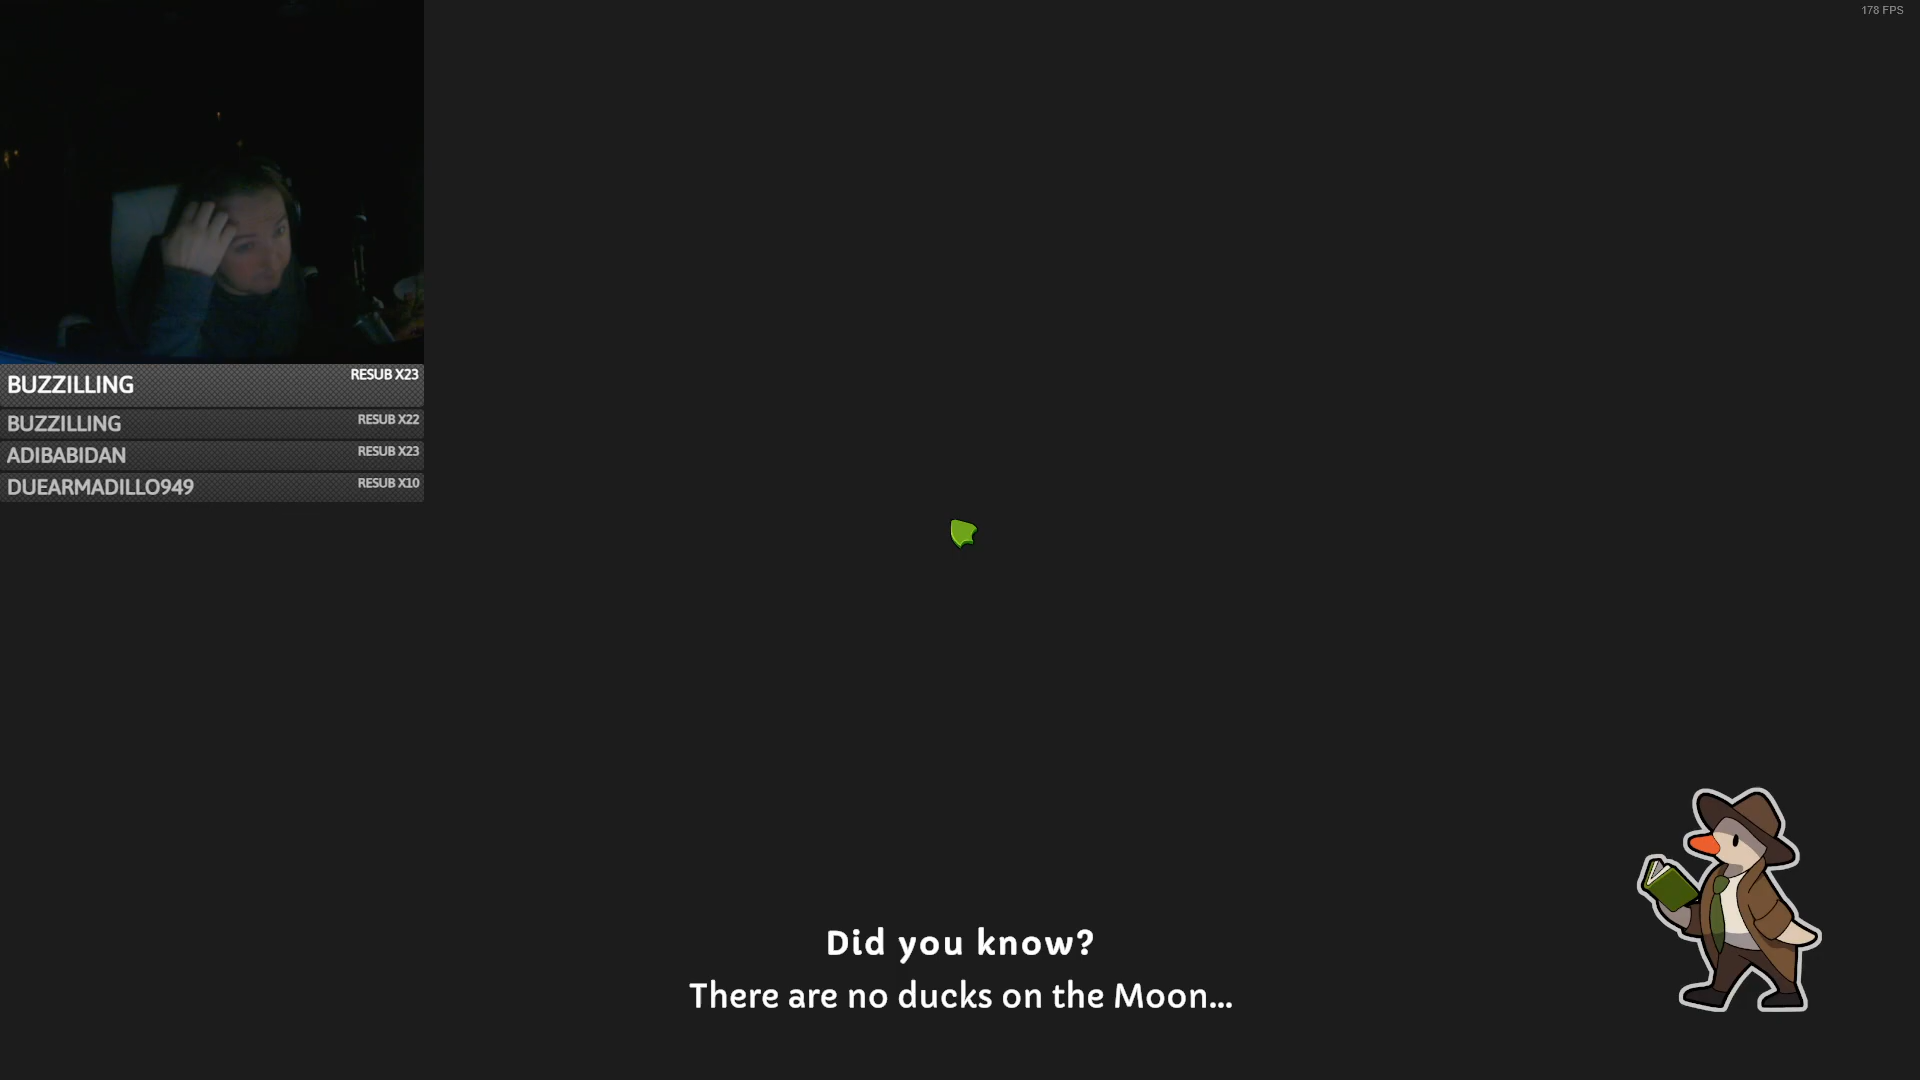 178 FPS
BUZZILLING RESUB X23
BUZZILLING RESUB X22
ADIBABIDAN RESUB X23
DUEARMADILLO949 RESUB X10
Did you know?
There are no ducks on the Moon...